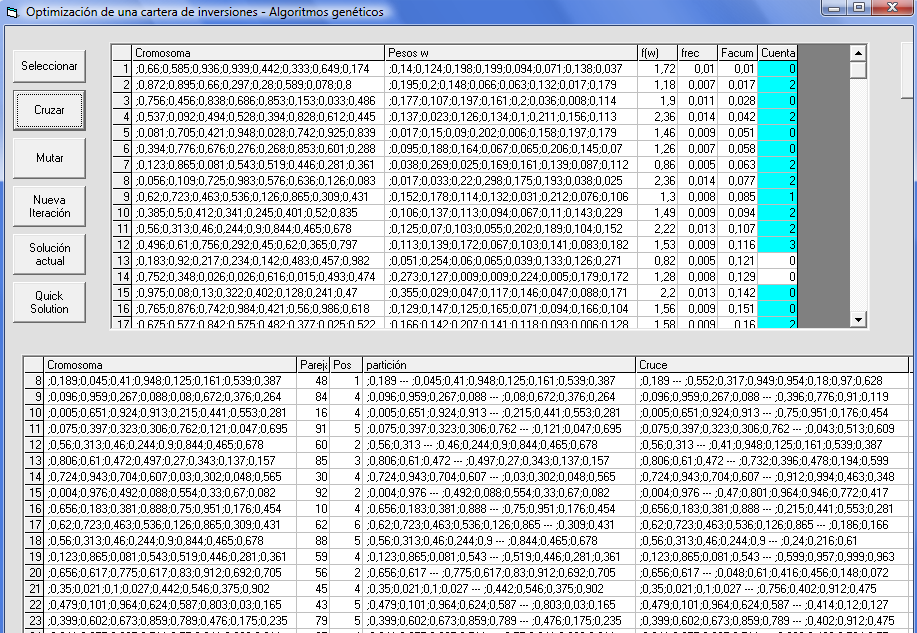 Optimización de una cartera de inversiones - Algoritmos genéticos
Seleccionar
Cruzar
Mutar
Nueva
Iteración
Solución
actual
Quick
Solution
Cromosoma Pesos w f(w) frec Facum Cuenta
1 ;0,66;0,585;0,936;0,939;0,442;0,333;0,649;0,174 ;0,14;0,124;0,198;0,199;0,094;0,071;0,138;0,037 1,72 0,01 0,01 0
2 ;0,872;0,895;0,66;0,297;0,28;0,589;0,078;0,8 ;0,195;0,2;0,148;0,066;0,063;0,132;0,017;0,179 1,18 0,007 0,017 2
3 ;0,756;0,456;0,838;0,686;0,853;0,153;0,033;0,486 ;0,177;0,107;0,197;0,161;0,2;0,036;0,008;0,114 1,9 0,011 0,028 0
4 ;0,537;0,092;0,494;0,528;0,394;0,828;0,612;0,445 ;0,137;0,023;0,126;0,134;0,1;0,211;0,156;0,113 2,36 0,014 0,042 2
5 ;0,081;0,705;0,421;0,948;0,028;0,742;0,925;0,839 ;0,017;0,15;0,09;0,202;0,006;0,158;0,197;0,179 1,46 0,009 0,051 0
6 ;0,394;0,776;0,676;0,276;0,268;0,853;0,601;0,288 ;0,095;0,188;0,164;0,067;0,065;0,206;0,145;0,07 1,26 0,007 0,058 0
7 ;0,123;0,865;0,081;0,543;0,519;0,446;0,281;0,361 ;0,038;0,269;0,025;0,169;0,161;0,139;0,087;0,112 0,86 0,005 0,063 2
8 ;0,056;0,109;0,725;0,983;0,576;0,636;0,126;0,083 ;0,017;0,033;0,22;0,298;0,175;0,193;0,038;0,025 2,36 0,014 0,077 2
9 ;0,62;0,723;0,463;0,536;0,126;0,865;0,309;0,431 ;0,152;0,178;0,114;0,132;0,031;0,212;0,076;0,106 1,3 0,008 0,085 1
10 ;0,385;0,5;0,412;0,341;0,245;0,401;0,52;0,835 ;0,106;0,137;0,113;0,094;0,067;0,11;0,143;0,229 1,49 0,009 0,094 2
11 ;0,56;0,313;0,46;0,244;0,9;0,844;0,465;0,678 ;0,125;0,07;0,103;0,055;0,202;0,189;0,104;0,152 2,22 0,013 0,107 2
12 ;0,496;0,61;0,756;0,292;0,45;0,62;0,365;0,797 ;0,113;0,139;0,172;0,067;0,103;0,141;0,083;0,182 1,53 0,009 0,116 3
13 ;0,183;0,92;0,217;0,234;0,142;0,483;0,457;0,982 ;0,051;0,254;0,06;0,065;0,039;0,133;0,126;0,271 0,82 0,005 0,121 0
14 ;0,752;0,348;0,026;0,026;0,616;0,015;0,493;0,474 ;0,273;0,127;0,009;0,009;0,224;0,005;0,179;0,172 1,28 0,008 0,129 0
15 ;0,975;0,08;0,13;0,322;0,402;0,128;0,241;0,47 ;0,355;0,029;0,047;0,117;0,146;0,047;0,088;0,171 2,2 0,013 0,142 0
16 ;0,765;0,876;0,742;0,984;0,421;0,56;0,986;0,618 ;0,129;0,147;0,125;0,165;0,071;0,094;0,166;0,104 1,56 0,009 0,151 0
17 ;0,675;0,577;0,842;0,575;0,482;0,377;0,025;0,522 ;0,166;0,142;0,207;0,141;0,118;0,093;0,006;0,128 1,58 0,009 0,16 2
Cromosoma Pareja Pos partición Cruce
8 ;0,189;0,045;0,41;0,948;0,125;0,161;0,539;0,387 48 1 ;0,189 --- ;0,045;0,41;0,948;0,125;0,161;0,539;0,387 ;0,189 --- ;0,552;0,317;0,949;0,954;0,18;0,97;0,628
9 ;0,096;0,959;0,267;0,088;0,08;0,672;0,376;0,264 84 4 ;0,096;0,959;0,267;0,088 --- ;0,08;0,672;0,376;0,264 ;0,096;0,959;0,267;0,088 --- ;0,396;0,776;0,91;0,119
10 ;0,005;0,651;0,924;0,913;0,215;0,441;0,553;0,281 16 4 ;0,005;0,651;0,924;0,913 --- ;0,215;0,441;0,553;0,281 ;0,005;0,651;0,924;0,913 --- ;0,75;0,951;0,176;0,454
11 ;0,075;0,397;0,323;0,306;0,762;0,121;0,047;0,695 91 5 ;0,075;0,397;0,323;0,306;0,762 --- ;0,121;0,047;0,695 ;0,075;0,397;0,323;0,306;0,762 --- ;0,043;0,513;0,609
12 ;0,56;0,313;0,46;0,244;0,9;0,844;0,465;0,678 60 2 ;0,56;0,313 --- ;0,46;0,244;0,9;0,844;0,465;0,678 ;0,56;0,313 --- ;0,41;0,948;0,125;0,161;0,539;0,387
13 ;0,806;0,61;0,472;0,497;0,27;0,343;0,137;0,157 85 3 ;0,806;0,61;0,472 --- ;0,497;0,27;0,343;0,137;0,157 ;0,806;0,61;0,472 --- ;0,732;0,396;0,478;0,194;0,599
14 ;0,724;0,943;0,704;0,607;0,03;0,302;0,048;0,565 30 4 ;0,724;0,943;0,704;0,607 --- ;0,03;0,302;0,048;0,565 ;0,724;0,943;0,704;0,607 --- ;0,912;0,994;0,463;0,348
15 ;0,004;0,976;0,492;0,088;0,554;0,33;0,67;0,082 92 2 ;0,004;0,976 --- ;0,492;0,088;0,554;0,33;0,67;0,082 ;0,004;0,976 --- ;0,47;0,801;0,964;0,946;0,772;0,417
16 ;0,656;0,183;0,381;0,888;0,75;0,951;0,176;0,454 10 4 ;0,656;0,183;0,381;0,888 --- ;0,75;0,951;0,176;0,454 ;0,656;0,183;0,381;0,888 --- ;0,215;0,441;0,553;0,281
17 ;0,62;0,723;0,463;0,536;0,126;0,865;0,309;0,431 62 6 ;0,62;0,723;0,463;0,536;0,126;0,865 --- ;0,309;0,431 ;0,62;0,723;0,463;0,536;0,126;0,865 --- ;0,186;0,166
18 ;0,56;0,313;0,46;0,244;0,9;0,844;0,465;0,678 88 5 ;0,56;0,313;0,46;0,244;0,9 --- ;0,844;0,465;0,678 ;0,56;0,313;0,46;0,244;0,9 --- ;0,24;0,216;0,61
19 ;0,123;0,865;0,081;0,543;0,519;0,446;0,281;0,361 59 4 ;0,123;0,865;0,081;0,543 --- ;0,519;0,446;0,281;0,361 ;0,123;0,865;0,081;0,543 --- ;0,599;0,957;0,999;0,963
20 ;0,656;0,617;0,775;0,617;0,83;0,912;0,692;0,705 56 2 ;0,656;0,617 --- ;0,775;0,617;0,83;0,912;0,692;0,705 ;0,656;0,617 --- ;0,048;0,61;0,416;0,456;0,148;0,072
21 ;0,35;0,021;0,1;0,027;0,442;0,546;0,375;0,902 45 4 ;0,35;0,021;0,1;0,027 --- ;0,442;0,546;0,375;0,902 ;0,35;0,021;0,1;0,027 --- ;0,756;0,402;0,912;0,475
22 ;0,479;0,101;0,964;0,624;0,587;0,803;0,03;0,165 43 5 ;0,479;0,101;0,964;0,624;0,587 --- ;0,803;0,03;0,165 ;0,479;0,101;0,964;0,624;0,587 --- ;0,414;0,12;0,127
23 ;0,399;0,602;0,673;0,859;0,789;0,476;0,175;0,235 79 5 ;0,399;0,602;0,673;0,859;0,789 --- ;0,476;0,175;0,235 ;0,399;0,602;0,673;0,859;0,789 --- ;0,402;0,912;0,475